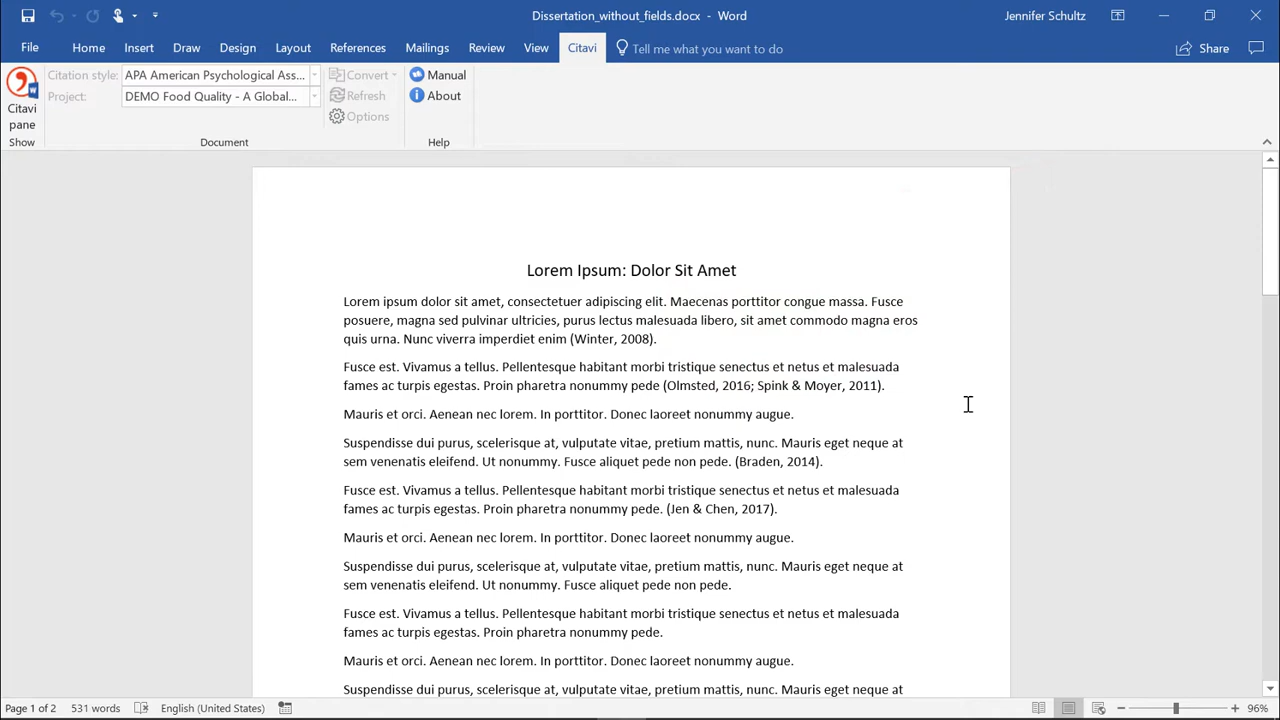 Dissertation_without_fields.docx - Word
Jennifer Schultz
File Home Insert Draw Design Layout References Mailings Review View Citavi Tell me what you want to do Share
Citavi pane
Show
Citation style: APA American Psychological Ass...
Project: DEMO Food Quality - A Global...
Convert
Refresh
Options
Document
Manual
About
Help
Lorem Ipsum: Dolor Sit Amet
Lorem ipsum dolor sit amet, consectetuer adipiscing elit. Maecenas porttitor congue massa. Fusce
posuere, magna sed pulvinar ultricies, purus lectus malesuada libero, sit amet commodo magna eros
quis urna. Nunc viverra imperdiet enim (Winter, 2008).
Fusce est. Vivamus a tellus. Pellentesque habitant morbi tristique senectus et netus et malesuada
fames ac turpis egestas. Proin pharetra nonummy pede (Olmsted, 2016; Spink & Moyer, 2011).
Mauris et orci. Aenean nec lorem. In porttitor. Donec laoreet nonummy augue.
Suspendisse dui purus, scelerisque at, vulputate vitae, pretium mattis, nunc. Mauris eget neque at
sem venenatis eleifend. Ut nonummy. Fusce aliquet pede non pede. (Braden, 2014).
Fusce est. Vivamus a tellus. Pellentesque habitant morbi tristique senectus et netus et malesuada
fames ac turpis egestas. Proin pharetra nonummy pede. (Jen & Chen, 2017).
Mauris et orci. Aenean nec lorem. In porttitor. Donec laoreet nonummy augue.
Suspendisse dui purus, scelerisque at, vulputate vitae, pretium mattis, nunc. Mauris eget neque at
sem venenatis eleifend. Ut nonummy. Fusce aliquet pede non pede.
Fusce est. Vivamus a tellus. Pellentesque habitant morbi tristique senectus et netus et malesuada
fames ac turpis egestas. Proin pharetra nonummy pede.
Mauris et orci. Aenean nec lorem. In porttitor. Donec laoreet nonummy augue.
Suspendisse dui purus, scelerisque at, vulputate vitae, pretium mattis, nunc. Mauris eget neque at
Page 1 of 2 531 words English (United States) 96%